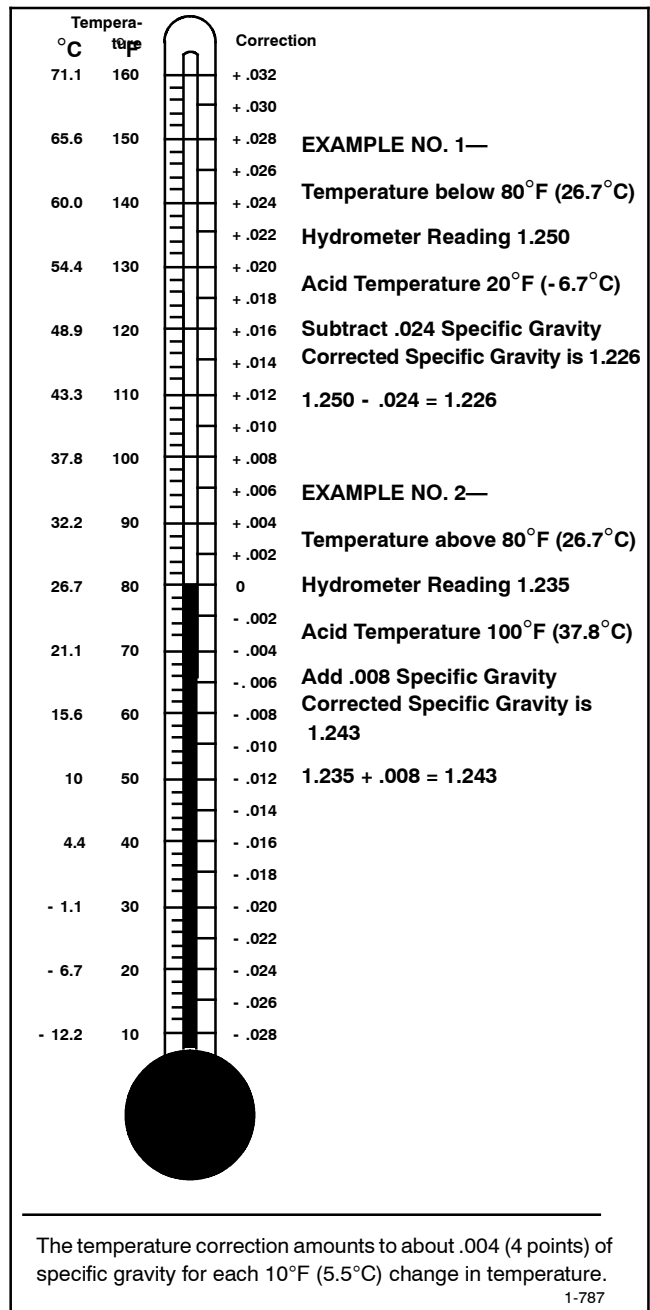 Tempera-
ture
°C °F Correction
71.1 160 + .032
+ .030
65.6 150 + .028
+ .026
60.0 140 + .024
+ .022
54.4 130 + .020
+ .018
48.9 120 + .016
+ .014
43.3 110 + .012
+ .010
37.8 100 + .008
+ .006
32.2 90 + .004
+ .002
26.7 80 0
- .002
21.1 70 - .004
-. 006
15.6 60 - .008
- .010
10 50 - .012
- .014
4.4 40 - .016
- .018
- 1.1 30 - .020
- .022
- 6.7 20 - .024
- .026
- 12.2 10 - .028
EXAMPLE NO. 1—
Temperature below 80°F (26.7°C)
Hydrometer Reading 1.250
Acid Temperature 20°F (- 6.7°C)
Subtract .024 Specific Gravity
Corrected Specific Gravity is 1.226
1.250 - .024 = 1.226
EXAMPLE NO. 2—
Temperature above 80°F (26.7°C)
Hydrometer Reading 1.235
Acid Temperature 100°F (37.8°C)
Add .008 Specific Gravity
Corrected Specific Gravity is
1.243
1.235 + .008 = 1.243
The temperature correction amounts to about .004 (4 points) of
specific gravity for each 10°F (5.5°C) change in temperature.
1-787